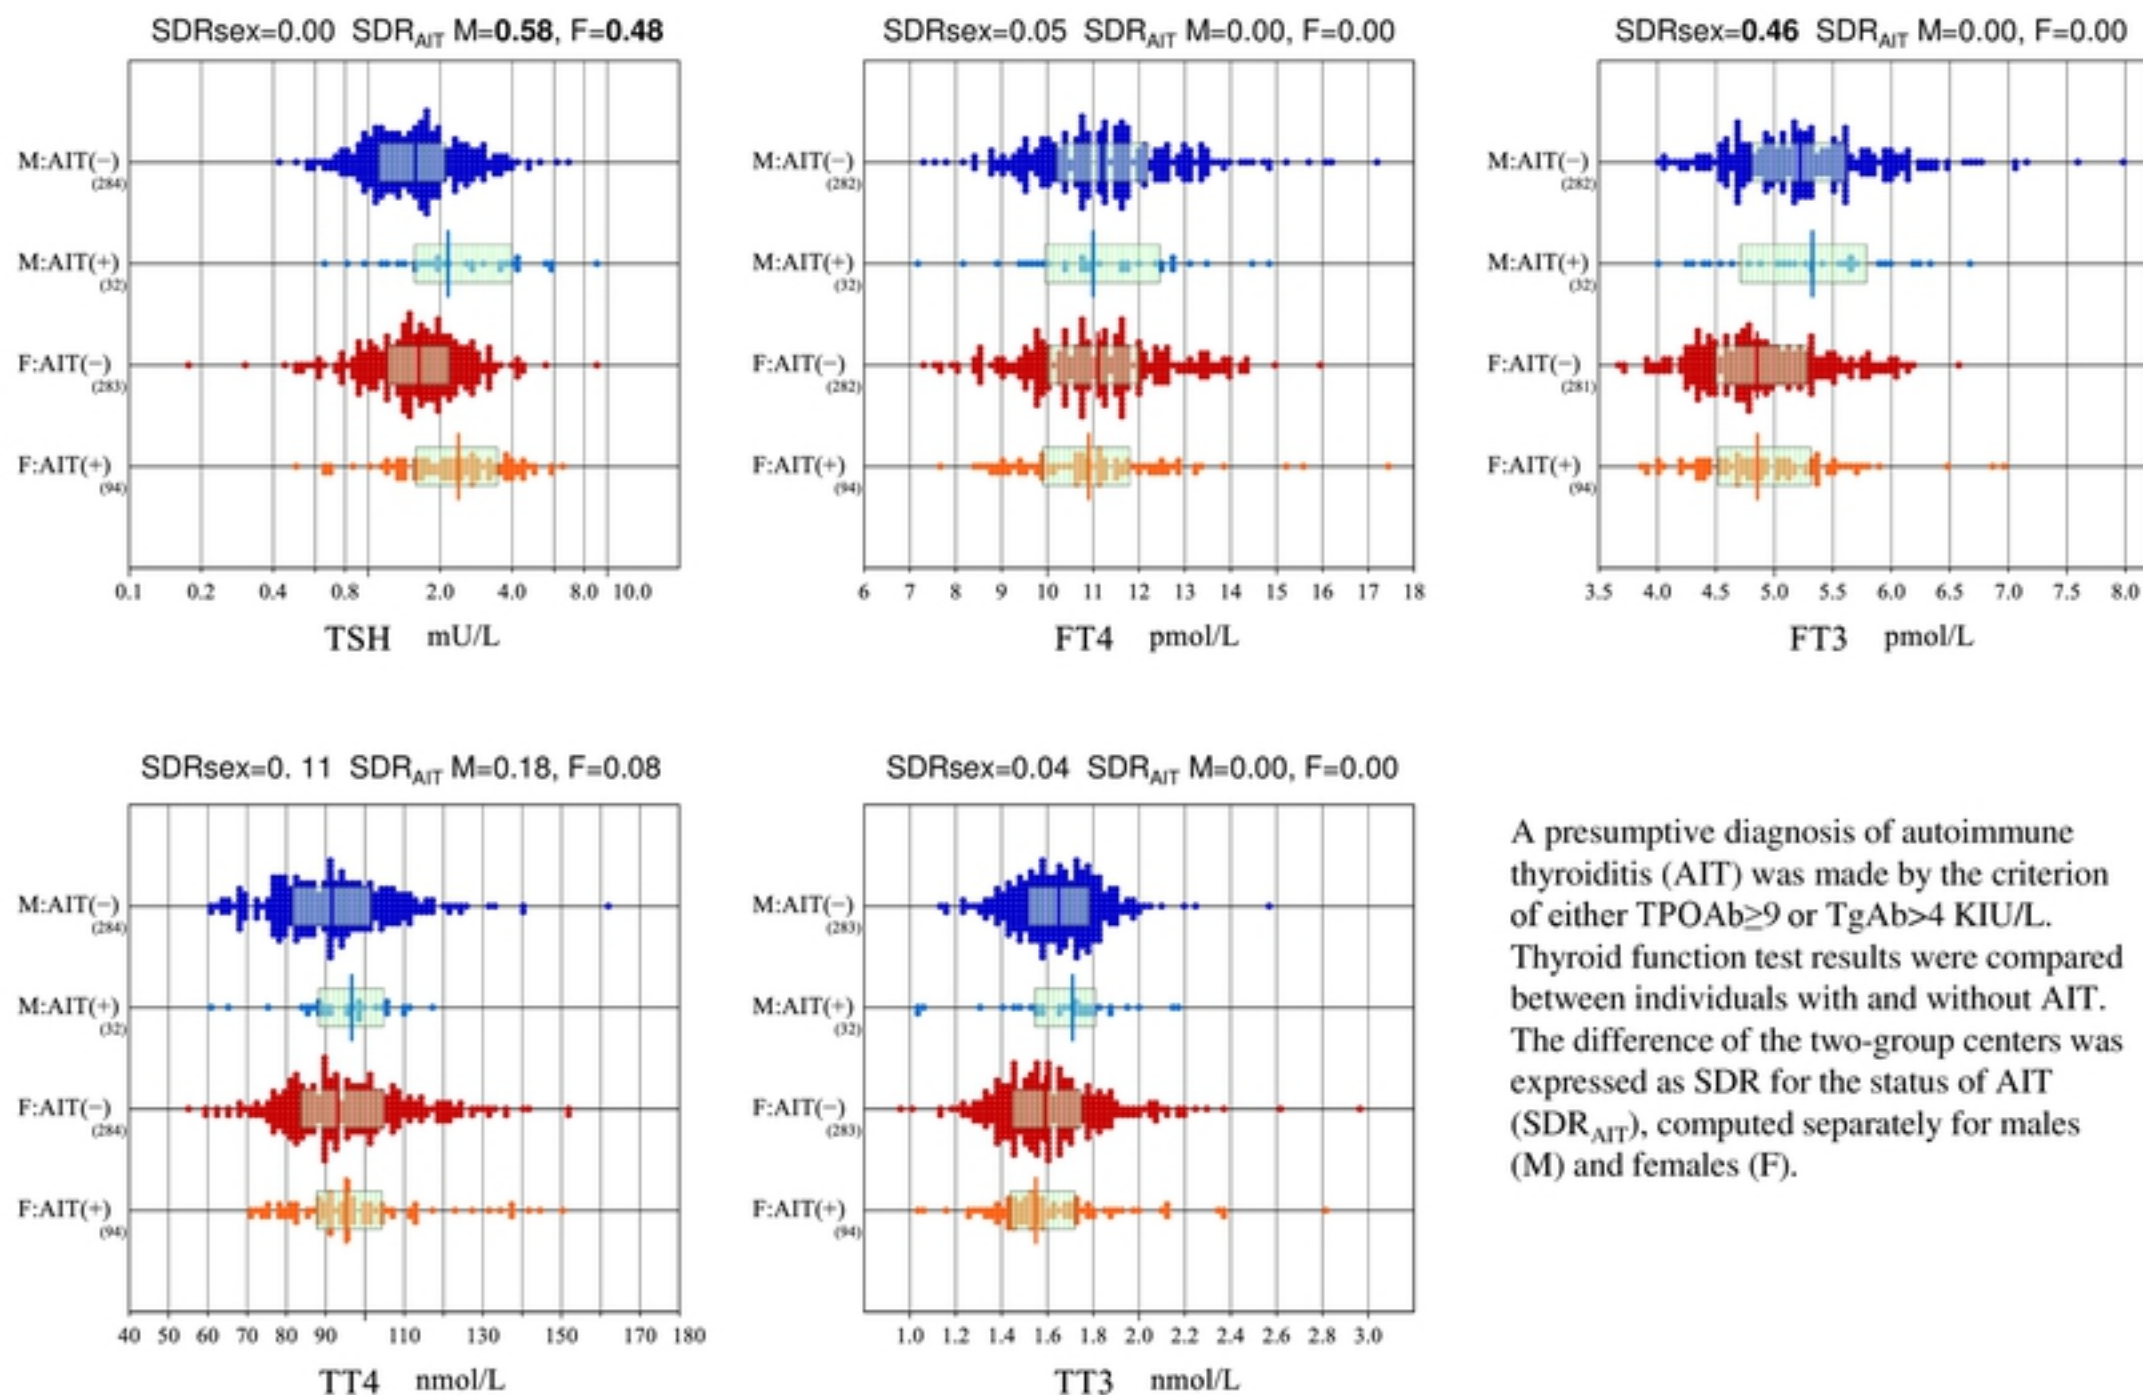 SDRsex=0.00 SDR_AIT M=0.58, F=0.48
M:AIT(−)
(284)
M:AIT(+)
(32)
F:AIT(−)
(283)
F:AIT(+)
(94)
0.1 0.2 0.4 0.8 2.0 4.0 8.0 10.0
TSH mU/L
SDRsex=0.05 SDR_AIT M=0.00, F=0.00
M:AIT(−)
(282)
M:AIT(+)
(32)
F:AIT(−)
(282)
F:AIT(+)
(94)
6 7 8 9 10 11 12 13 14 15 16 17 18
FT4 pmol/L
SDRsex=0.46 SDR_AIT M=0.00, F=0.00
M:AIT(−)
(282)
M:AIT(+)
(32)
F:AIT(−)
(281)
F:AIT(+)
(94)
3.5 4.0 4.5 5.0 5.5 6.0 6.5 7.0 7.5 8.0
FT3 pmol/L
SDRsex=0. 11 SDR_AIT M=0.18, F=0.08
M:AIT(−)
(284)
M:AIT(+)
(32)
F:AIT(−)
(284)
F:AIT(+)
(94)
40 50 60 70 80 90 110 130 150 170 180
TT4 nmol/L
SDRsex=0.04 SDR_AIT M=0.00, F=0.00
M:AIT(−)
(283)
M:AIT(+)
(32)
F:AIT(−)
(283)
F:AIT(+)
(94)
1.0 1.2 1.4 1.6 1.8 2.0 2.2 2.4 2.6 2.8 3.0
TT3 nmol/L
A presumptive diagnosis of autoimmune
thyroiditis (AIT) was made by the criterion
of either TPOAb≥9 or TgAb>4 KIU/L.
Thyroid function test results were compared
between individuals with and without AIT.
The difference of the two-group centers was
expressed as SDR for the status of AIT
(SDR_AIT), computed separately for males
(M) and females (F).